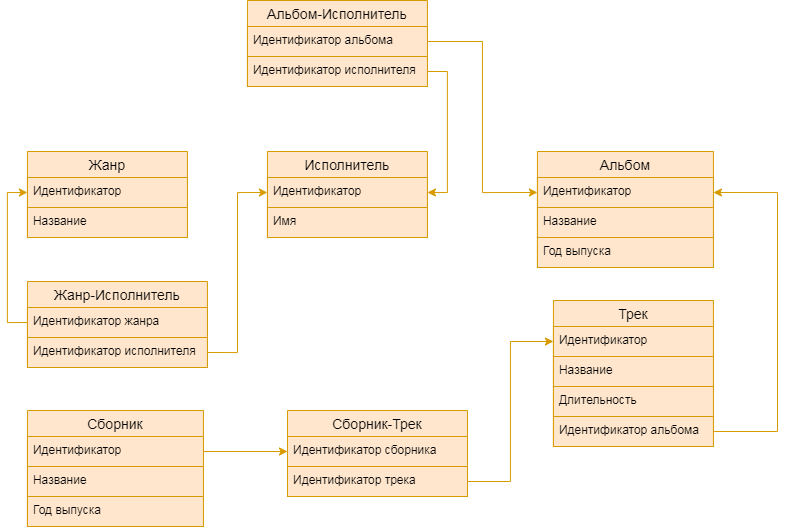 Альбом-Исполнитель
Идентификатор альбома
Идентификатор исполнителя
Жанр
Идентификатор
Название
Исполнитель
Идентификатор
Имя
Альбом
Идентификатор
Название
Год выпуска
Жанр-Исполнитель
Идентификатор жанра
Идентификатор исполнителя
Трек
Идентификатор
Название
Длительность
Идентификатор альбома
Сборник
Идентификатор
Название
Год выпуска
Сборник-Трек
Идентификатор сборника
Идентификатор трека